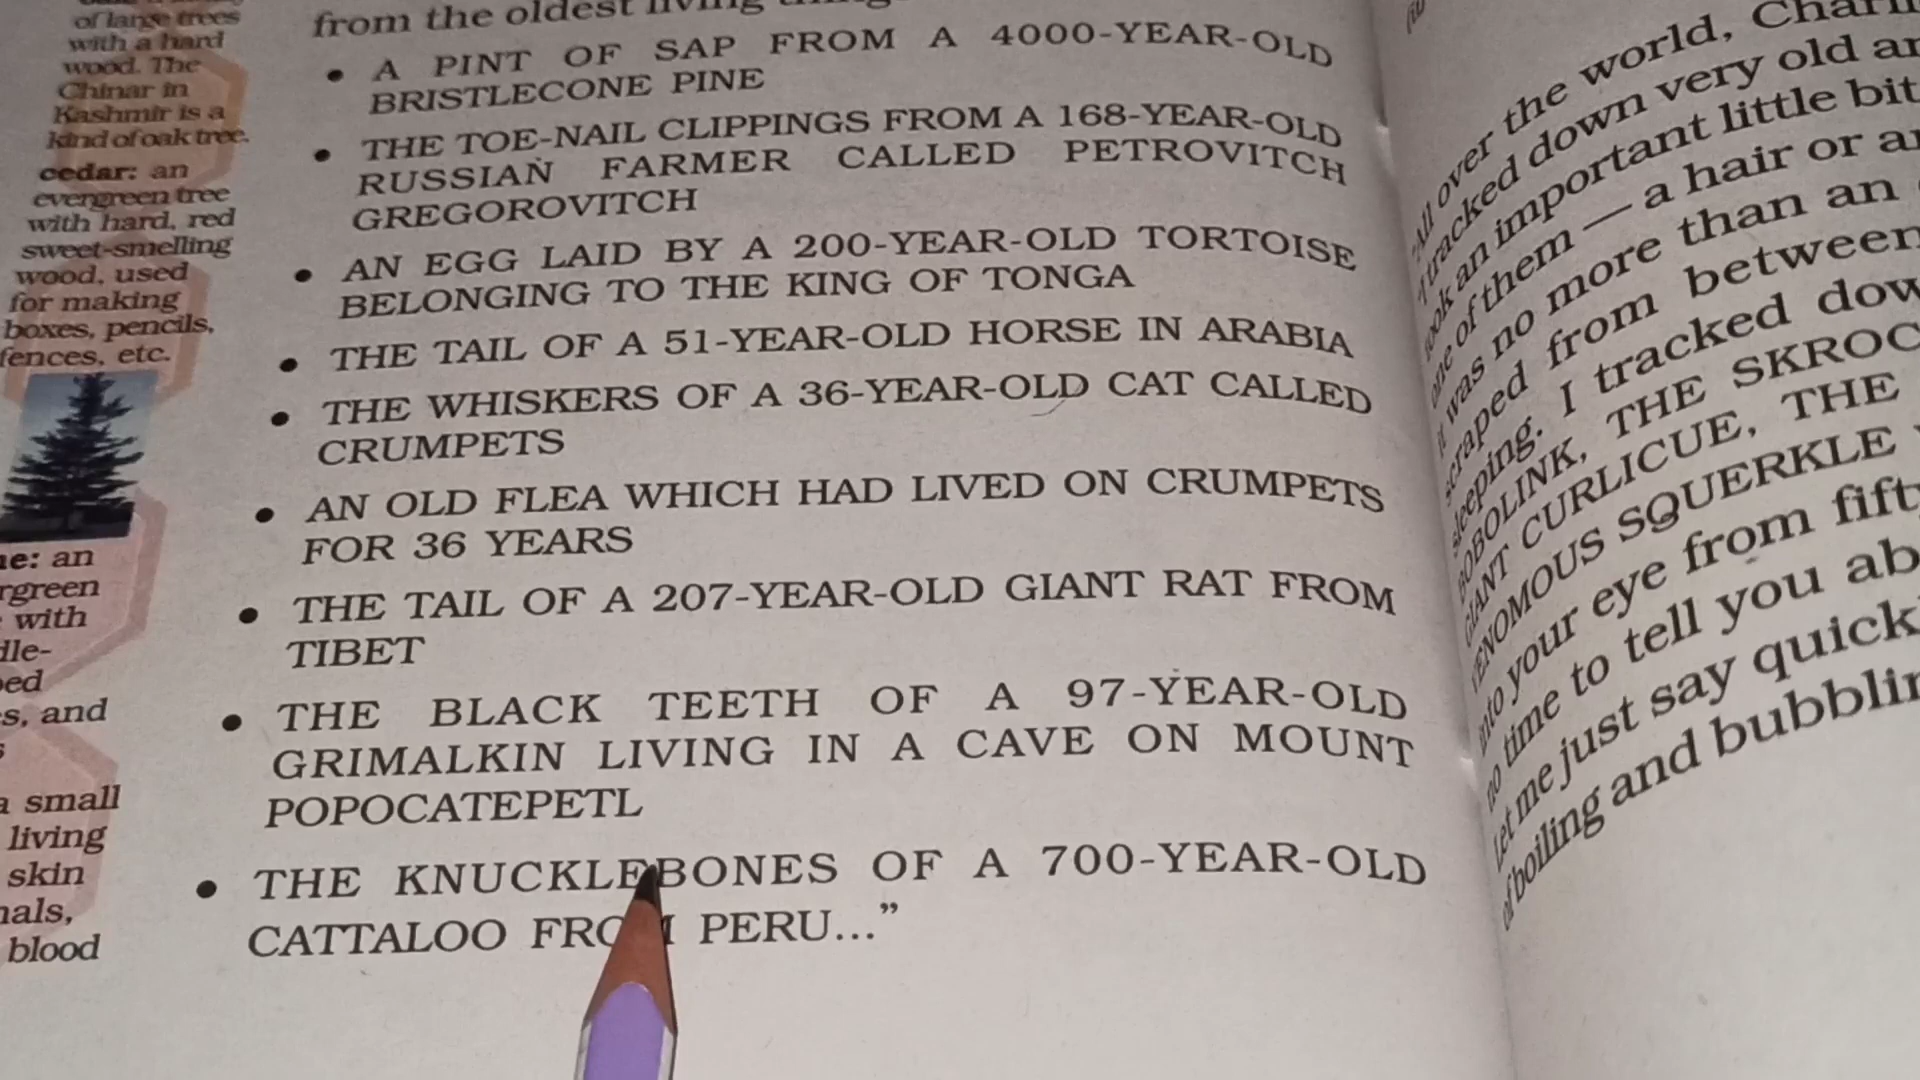 of large trees
with a hard
wood. The
Chinar in
Kashmir is a
kind of oak tree.
cedar: an
evergreen tree
with hard, red
sweet-smelling
wood, used
for making
boxes, pencils,
fences, etc.
an
with
s, and
a small
living
skin
blood
from the oldest living
• A PINT OF SAP FROM A 4000-YEAR-OLD
BRISTLECONE PINE
• THE TOE-NAIL CLIPPINGS FROM A 168-YEAR-OLD
RUSSIAN FARMER CALLED PETROVITCH
GREGOROVITCH
• AN EGG LAID BY A 200-YEAR-OLD TORTOISE
BELONGING TO THE KING OF TONGA
• THE TAIL OF A 51-YEAR-OLD HORSE IN ARABIA
• THE WHISKERS OF A 36-YEAR-OLD CAT CALLED
CRUMPETS
• AN OLD FLEA WHICH HAD LIVED ON CRUMPETS
FOR 36 YEARS
• THE TAIL OF A 207-YEAR-OLD GIANT RAT FROM
TIBET
• THE BLACK TEETH OF A 97-YEAR-OLD
GRIMALKIN LIVING IN A CAVE ON MOUNT
POPOCATEPETL
• THE KNUCKLEBONES OF A 700-YEAR-OLD
CATTALOO FROM PERU...”
“All over the world,
tracked down very old
took an important little bit
one of them — a hair or
it was no more than an
scraped from between
sleeping. I tracked
BOBOLINK, THE
GIANT CURLICUE, THE
VENOMOUS SQUERKLE
into your eye from
no time to tell you
Let me just say
of boiling and